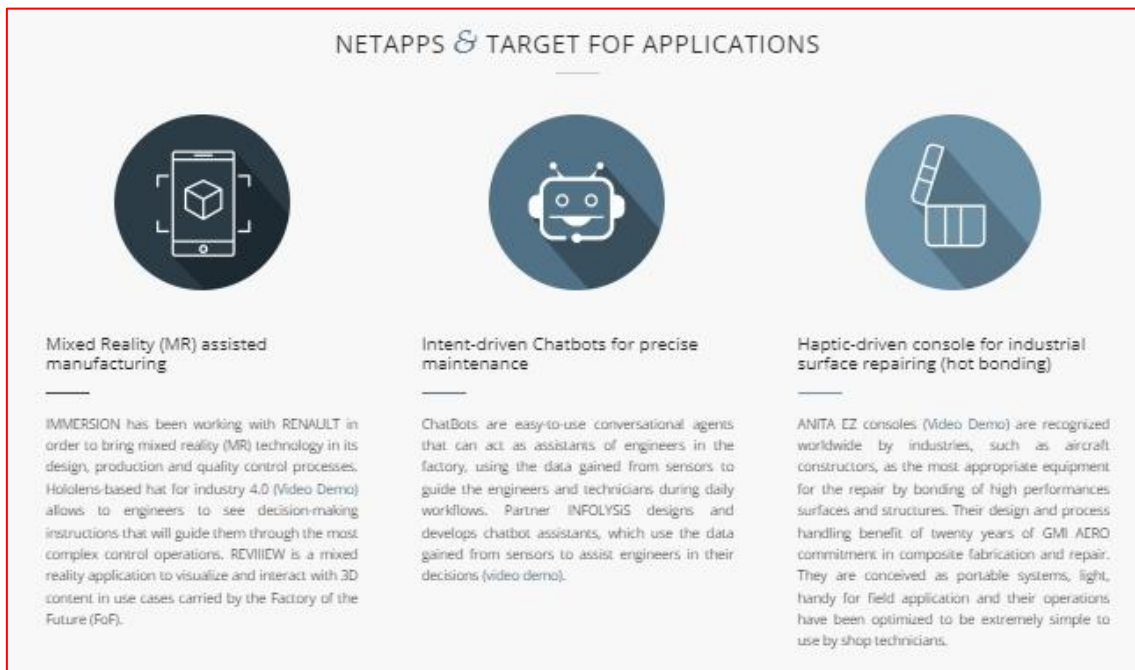 NETAPPS & TARGET FOF APPLICATIONS
Mixed Reality (MR) assisted
manufacturing
IMMERSION has been working with RENAULT in
order to bring mixed reality (MR) technology in its
design, production and quality control processes.
Hololens-based hat for industry 4.0 (Video Demo)
allows to engineers to see decision-making
instructions that will guide them through the most
complex control operations. REVIIIEW is a mixed
reality application to visualize and interact with 3D
content in use cases carried by the Factory of the
Future (FoF).
Intent-driven Chatbots for precise
maintenance
ChatBots are easy-to-use conversational agents
that can act as assistants of engineers in the
factory, using the data gained from sensors to
guide the engineers and technicians during daily
workflows. Partner INFOLYSiS designs and
develops chatbot assistants, which use the data
gained from sensors to assist engineers in their
decisions (video demo).
Haptic-driven console for industrial
surface repairing (hot bonding)
ANITA EZ consoles (Video Demo) are recognized
worldwide by industries, such as aircraft
constructors, as the most appropriate equipment
for the repair by bonding of high performances
surfaces and structures. Their design and process
handling benefit of twenty years of GMI AERO
commitment in composite fabrication and repair.
They are conceived as portable systems, light,
handy for field application and their operations
have been optimized to be extremely simple to
use by shop technicians.